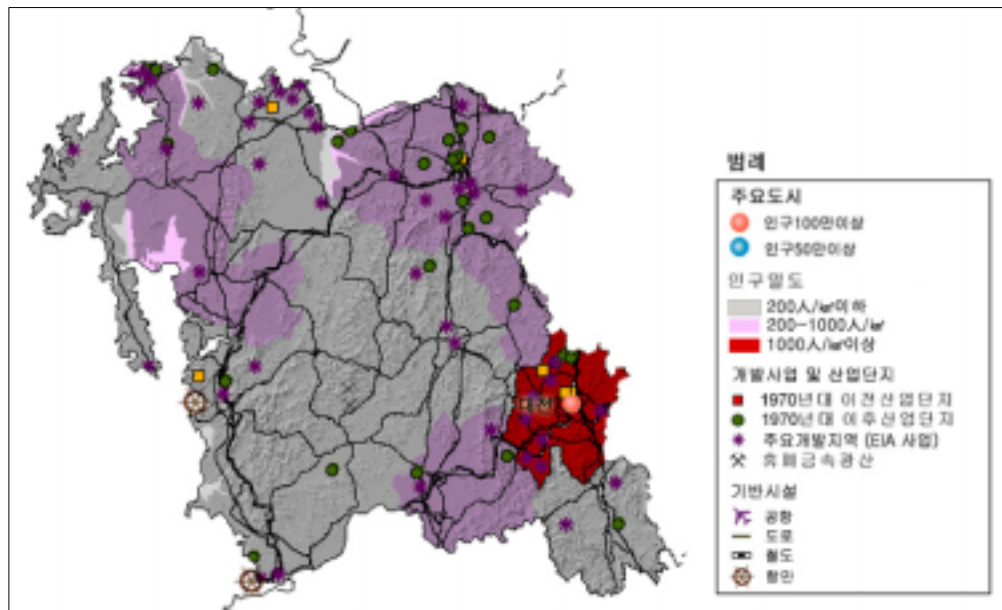 범례
주요도시
인구100만이상
인구50만이상
인구밀도
200人/㎢이하
200-1000人/㎢
1000人/㎢이상
개발사업 및 산업단지
1970년대 이전산업단지
1970년대 이후산업단지
주요개발지역 (EIA 사업)
휴폐금속광산
기반시설
공항
도로
철도
항만
대전